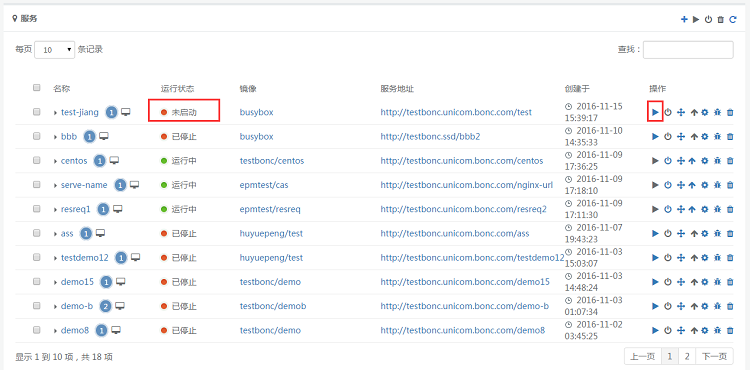 服务
每页 10 条记录 查找：
名称 运行状态 镜像 服务地址 创建于 操作
test-jiang 1 未启动 busybox http://testbonc.unicom.bonc.com/test 2016-11-15 15:39:17
bbb 1 已停止 busybox http://testbonc.ssd/bbb2 2016-11-10 14:35:33
centos 1 运行中 testbonc/centos http://testbonc.unicom.bonc.com/centos 2016-11-09 17:36:25
serve-name 1 运行中 epmtest/cas http://testbonc.unicom.bonc.com/nginx-url 2016-11-09 17:18:10
resreq1 1 运行中 epmtest/resreq http://testbonc.unicom.bonc.com/resreq2 2016-11-09 17:11:30
ass 1 已停止 huyuepeng/test http://testbonc.unicom.bonc.com/ass 2016-11-07 19:43:23
testdemo12 1 已停止 huyuepeng/test http://testbonc.unicom.bonc.com/testdemo12 2016-11-03 15:03:07
demo15 1 已停止 testbonc/demo http://testbonc.unicom.bonc.com/demo15 2016-11-03 14:48:24
demo-b 2 已停止 testbonc/demob http://testbonc.unicom.bonc.com/demo-b 2016-11-03 01:07:34
demo8 1 已停止 testbonc/demo http://testbonc.unicom.bonc.com/demo8 2016-11-02 03:45:25
显示 1 到 10 项，共 18 项 上一页 1 2 下一页